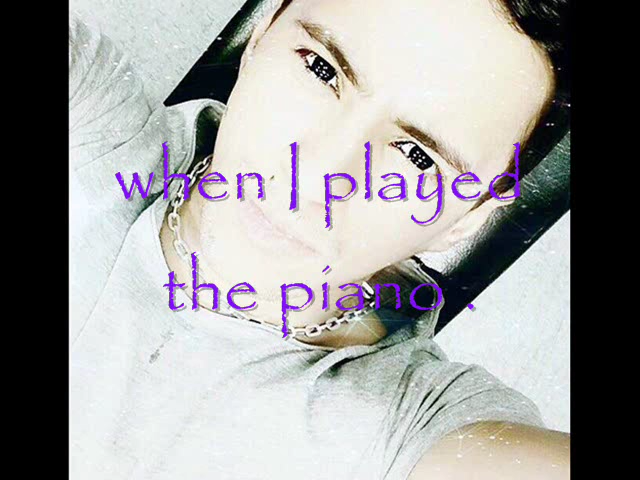 when I played
the piano .